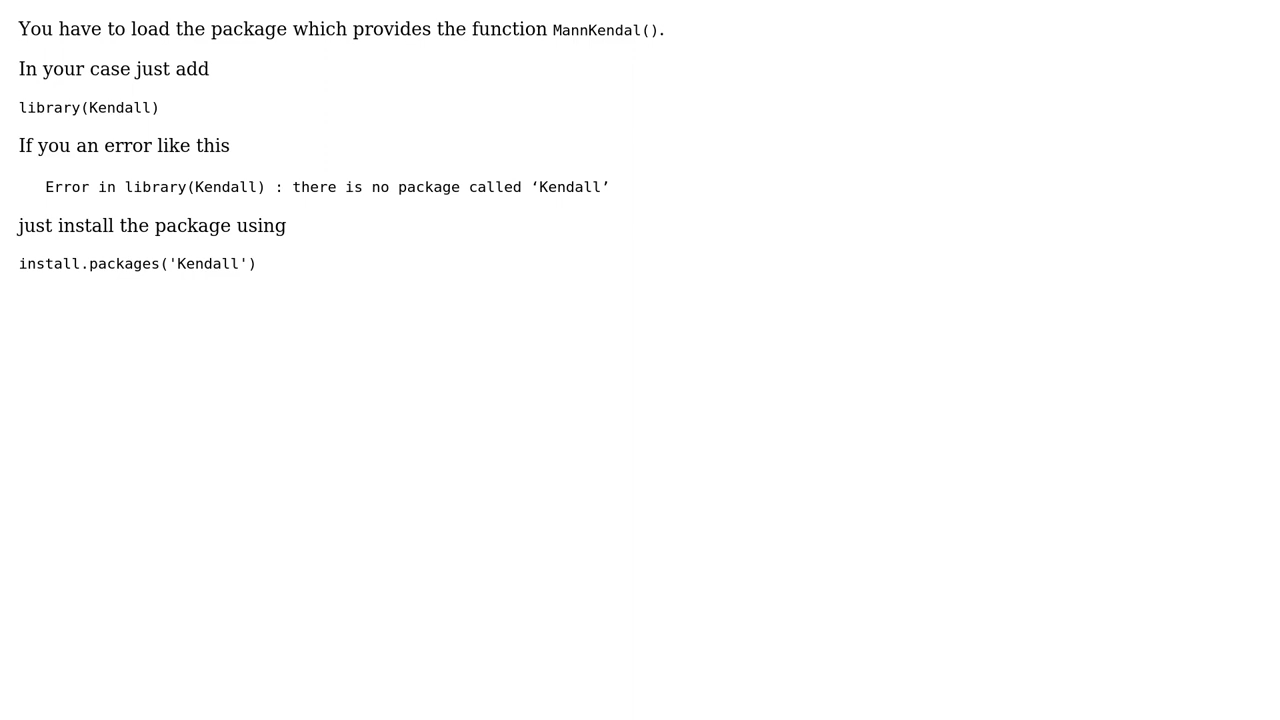 You have to load the package which provides the function MannKendal().
In your case just add
library(Kendall)
If you an error like this
Error in library(Kendall) : there is no package called ‘Kendall’
just install the package using
install.packages('Kendall')